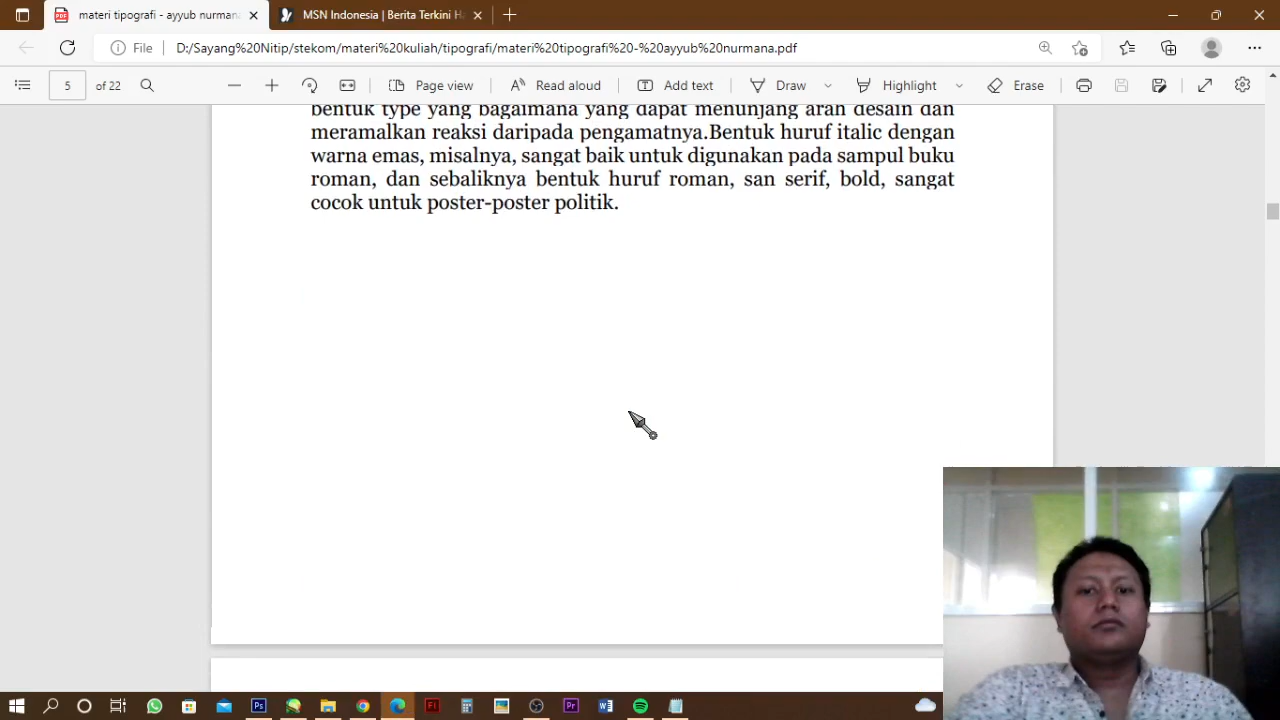 materi tipografi - ayyub nurmana
MSN Indonesia | Berita Terkini Ha
File
D:/Sayang%20Nitip/stekom/materi%20kuliah/tipografi/materi%20tipografi%20-%20ayyub%20nurmana.pdf
5 of 22
Page view
Read aloud
Add text
Draw
Highlight
Erase
bentuk type yang bagaimana yang dapat menunjang arah desain dan
meramalkan reaksi daripada pengamatnya.Bentuk huruf italic dengan
warna emas, misalnya, sangat baik untuk digunakan pada sampul buku
roman, dan sebaliknya bentuk huruf roman, san serif, bold, sangat
cocok untuk poster-poster politik.